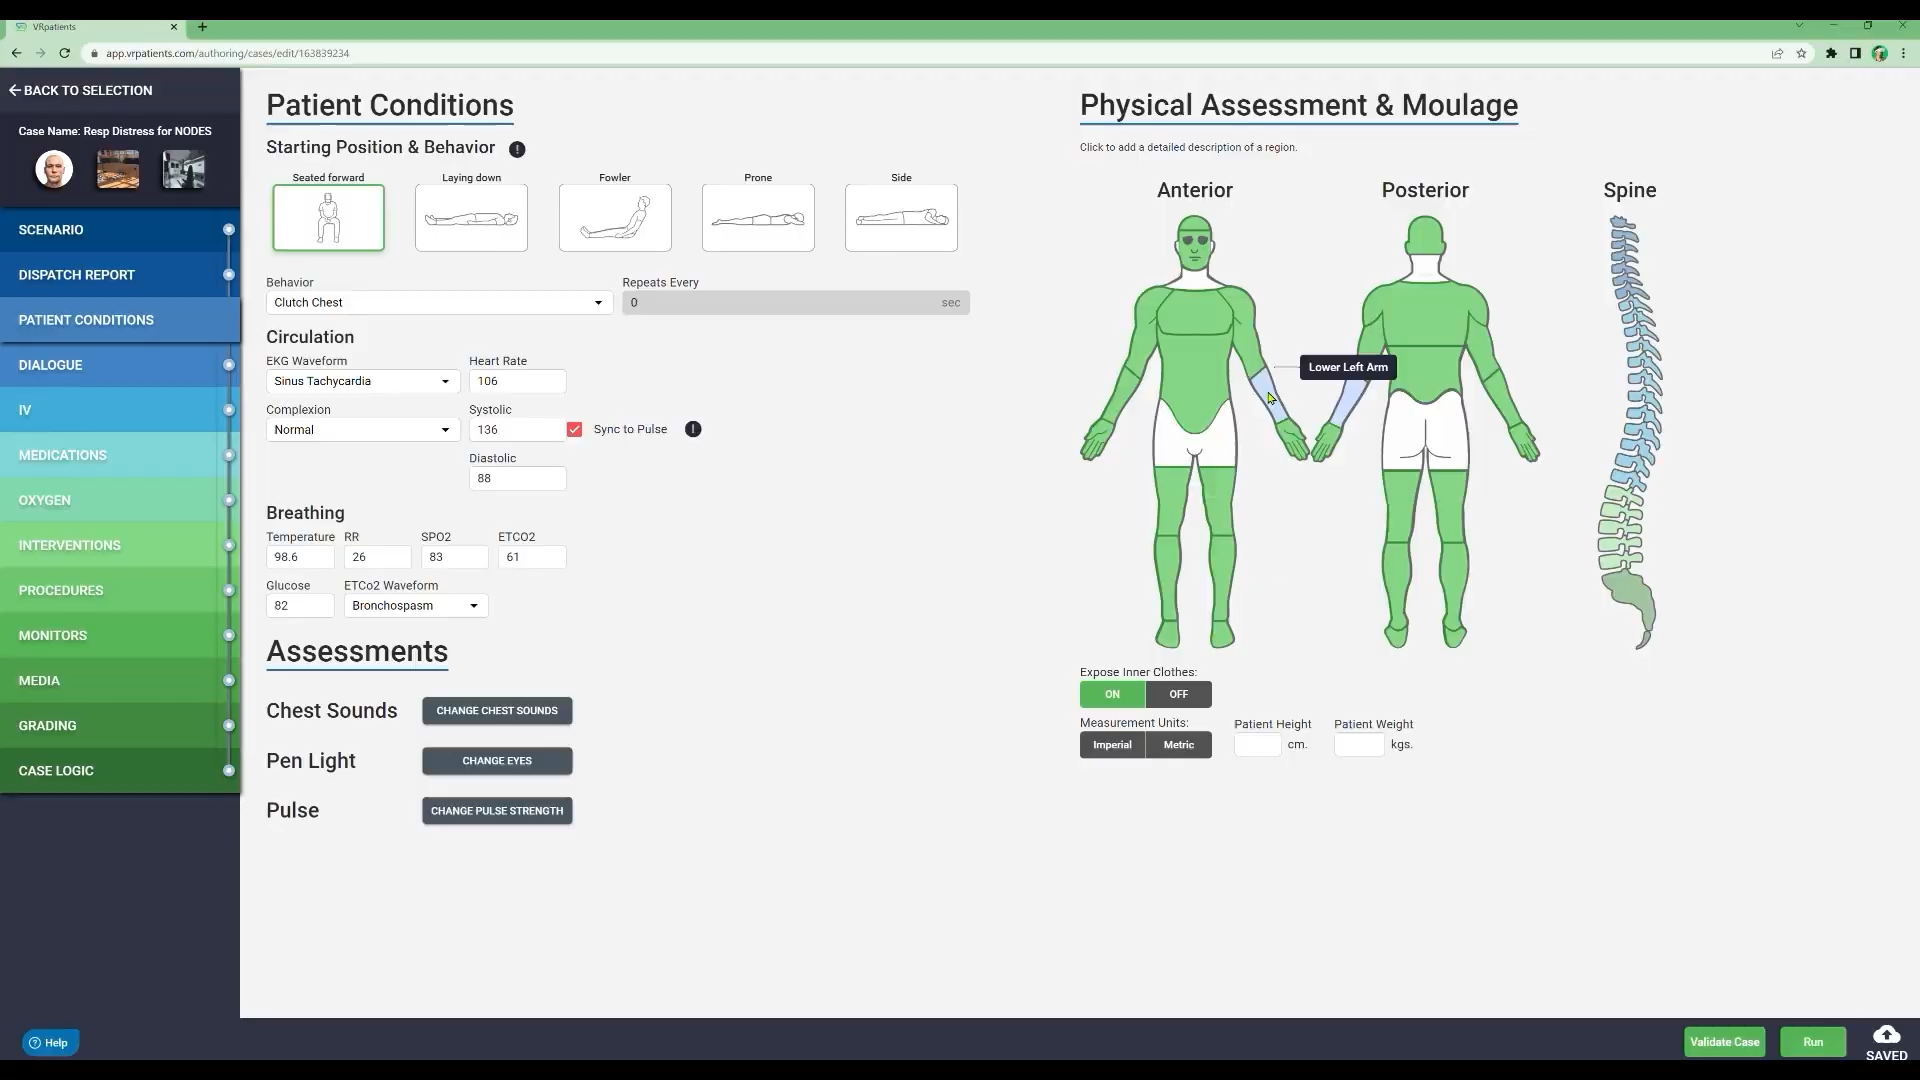 VRpatients
app.vrpatients.com/authoring/cases/edit/163839234
BACK TO SELECTION
Case Name: Resp Distress for NODES
SCENARIO
DISPATCH REPORT
PATIENT CONDITIONS
DIALOGUE
IV
MEDICATIONS
OXYGEN
INTERVENTIONS
PROCEDURES
MONITORS
MEDIA
GRADING
CASE LOGIC
Help
Patient Conditions
Starting Position & Behavior !
Seated forward Laying down Fowler Prone Side
Behavior Repeats Every
Clutch Chest 0 sec
Circulation
EKG Waveform Heart Rate
Sinus Tachycardia 106
Complexion Systolic
Normal 136 Sync to Pulse !
Diastolic
88
Breathing
Temperature RR SPO2 ETCO2
98.6 26 83 61
Glucose ETCo2 Waveform
82 Bronchospasm
Assessments
Chest Sounds CHANGE CHEST SOUNDS
Pen Light CHANGE EYES
Pulse CHANGE PULSE STRENGTH
Physical Assessment & Moulage
Click to add a detailed description of a region.
Anterior Posterior Spine
Lower Left Arm
Expose Inner Clothes:
ON OFF
Measurement Units: Patient Height Patient Weight
Imperial Metric cm. kgs.
Validate Case Run SAVED